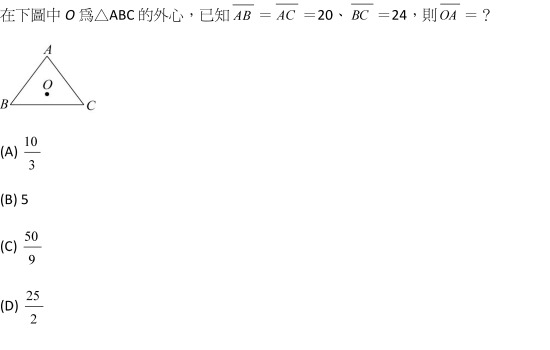 在下圖中 O 為△ABC 的外心,已知 $\overline{AB}$ = $\overline{AC}$ =20、$\overline{BC}$ =24,則 $\overline{OA}$ =?
A
O
B C
(A) $\frac{10}{3}$
(B) 5
(C) $\frac{50}{9}$
(D) $\frac{25}{2}$